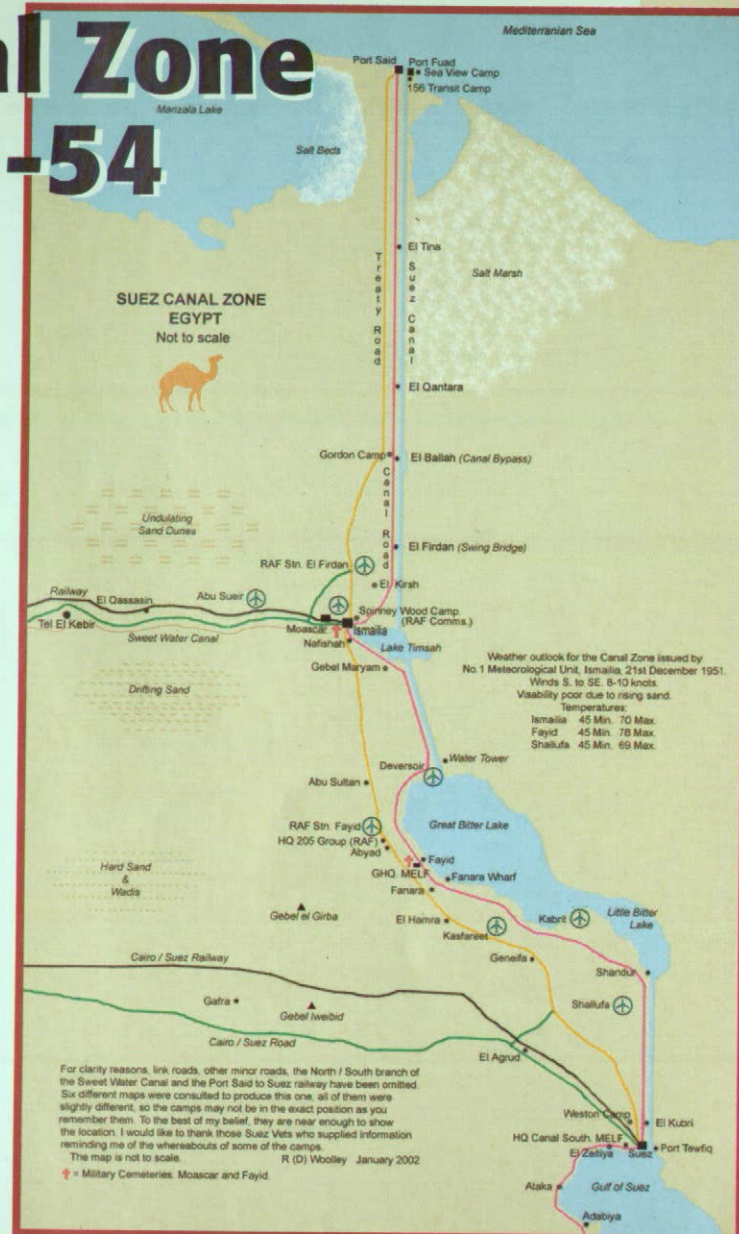 al Zone
-54
Mediterranean Sea
Port Said
Port Fuad
Sea View Camp
156 Transit Camp
Manzala Lake
Salt Beds
El Tina
Treaty Road
Suez Canal
Salt Marsh
SUEZ CANAL ZONE
EGYPT
Not to scale
El Qantara
Gordon Camp
El Ballah (Canal Bypass)
Canal Road
Undulating
Sand Dunes
El Firdan (Swing Bridge)
RAF Stn. El Firdan
El Kirsh
Railway
El Qassasin
Abu Sueir
Spinney Wood Camp
(RAF Comms.)
Tel El Kebir
Moascar
Ismailia
Sweet Water Canal
Nafishah
Lake Timsah
Gebel Maryam
Weather outlook for the Canal Zone issued by
No.1 Meteorological Unit, Ismailia, 21st December 1951.
Winds S. to SE. 8-10 knots.
Visability poor due to rising sand.
Temperatures:
Ismailia 45 Min. 70 Max.
Fayid 45 Min. 78 Max.
Shallufa 45 Min. 69 Max.
Drifting Sand
Deversoir
Water Tower
Abu Sultan
Great Bitter Lake
RAF Stn. Fayid
HQ 205 Group (RAF)
Abyad
Fayid
GHQ MELF
Fanara Wharf
Fanara
Hard Sand
&
Wadis
Gebel el Girba
El Hamra
Kasfareet
Kabrit
Little Bitter
Lake
Geneifa
Cairo / Suez Railway
Shandur
Gafra
Gebel Iweibid
Shallufa
Cairo / Suez Road
El Agrud
For clarity reasons, link roads, other minor roads, the North / South branch of
the Sweet Water Canal and the Port Said to Suez railway have been omitted.
Six different maps were consulted to produce this one, all of them were
slightly different, so the camps may not be in the exact position as you
remember them. To the best of my belief, they are near enough to show
the location. I would like to thank those Suez Vets who supplied information
reminding me of the whereabouts of some of the camps.
The map is not to scale. R (D) Woolley January 2002
= Military Cemeteries. Moascar and Fayid.
Weston Camp
El Kubri
HQ Canal South. MELF
El Zeitiya
Suez
Port Tewfiq
Ataka
Gulf of Suez
Adabiya